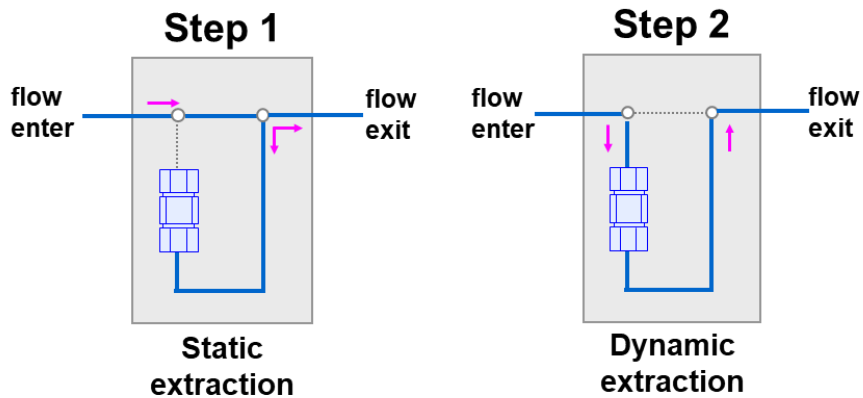 Step 1
flow
enter
flow
exit
Static
extraction
Step 2
flow
enter
flow
exit
Dynamic
extraction